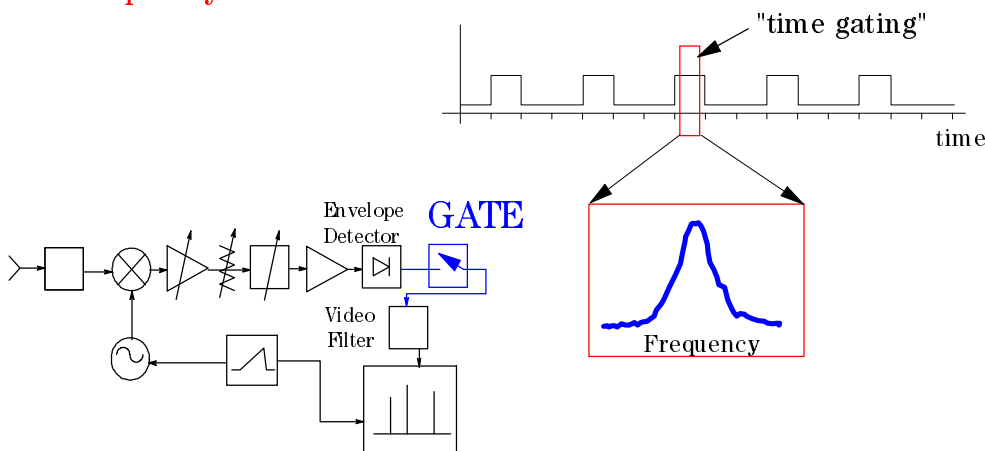 "time gating"
time
Envelope
Detector
GATE
Video
Filter
Frequency